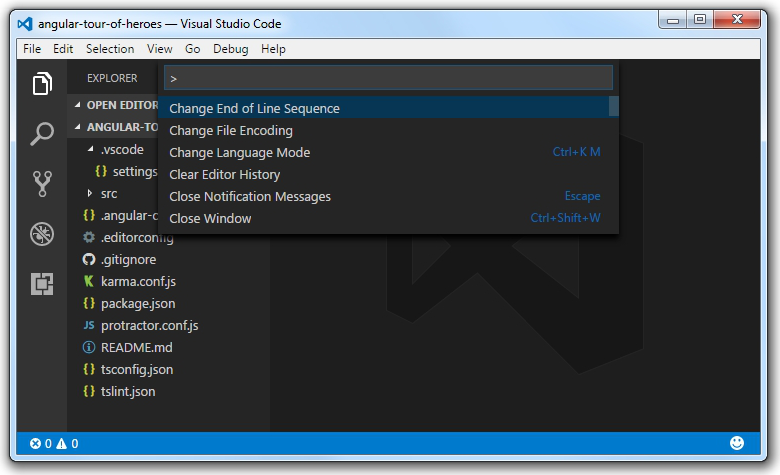 angular-tour-of-heroes — Visual Studio Code
File Edit Selection View Go Debug Help
EXPLORER
>
OPEN EDITOR
ANGULAR-TO
.vscode
{ } settings
src
{ } .angular-c
.editorconfig
.gitignore
karma.conf.js
{ } package.json
JS protractor.conf.js
README.md
{ } tsconfig.json
{ } tslint.json
Change End of Line Sequence
Change File Encoding
Change Language Mode Ctrl+K M
Clear Editor History
Close Notification Messages Escape
Close Window Ctrl+Shift+W
0 0